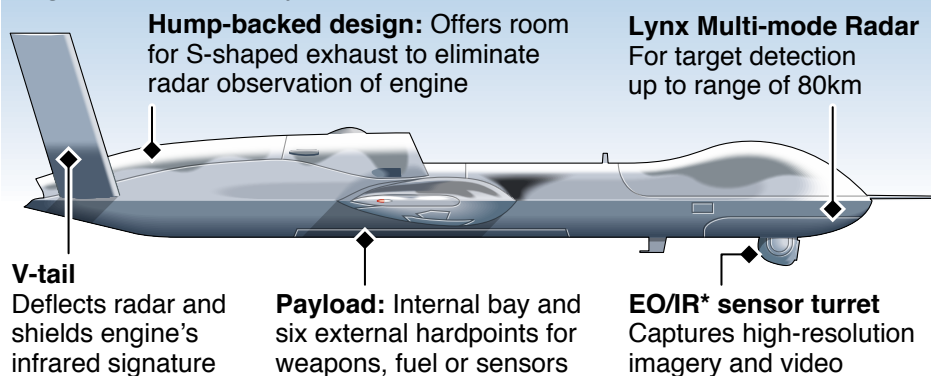 Hump-backed design: Offers room
for S-shaped exhaust to eliminate
radar observation of engine
Lynx Multi-mode Radar
For target detection
up to range of 80km
V-tail
Deflects radar and
shields engine's
infrared signature
Payload: Internal bay and
six external hardpoints for
weapons, fuel or sensors
EO/IR* sensor turret
Captures high-resolution
imagery and video